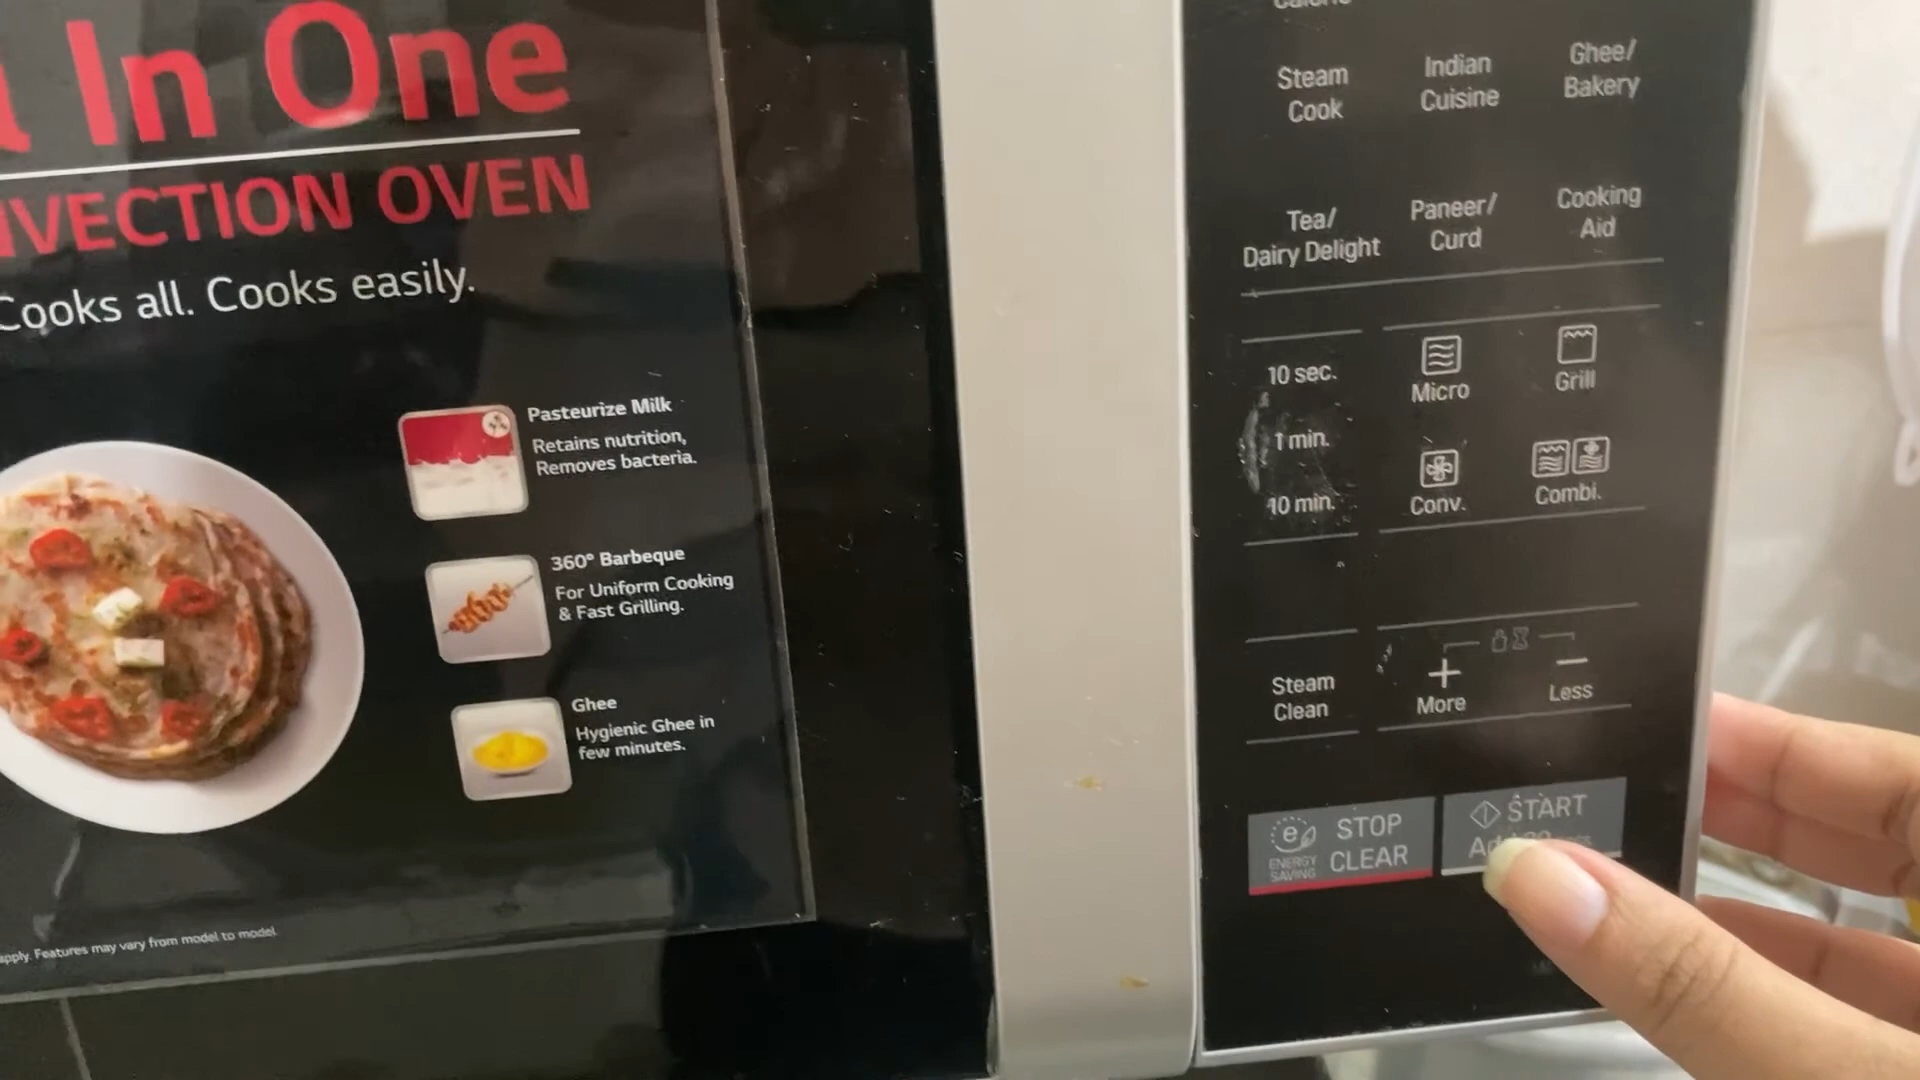 In One
VECTION OVEN
Cooks all. Cooks easily.
Pasteurize Milk
Retains nutrition,
Removes bacteria.
360° Barbeque
For Uniform Cooking
& Fast Grilling.
Ghee
Hygienic Ghee in
few minutes.
apply. Features may vary from model to model.
Calorie
Steam
Cook
Indian
Cuisine
Ghee/
Bakery
Tea/
Dairy Delight
Paneer/
Curd
Cooking
Aid
10 sec.
1 min.
10 min.
Micro
Grill
Conv.
Combi.
Steam
Clean
+
More
−
Less
e
ENERGY
SAVING
STOP
CLEAR
START